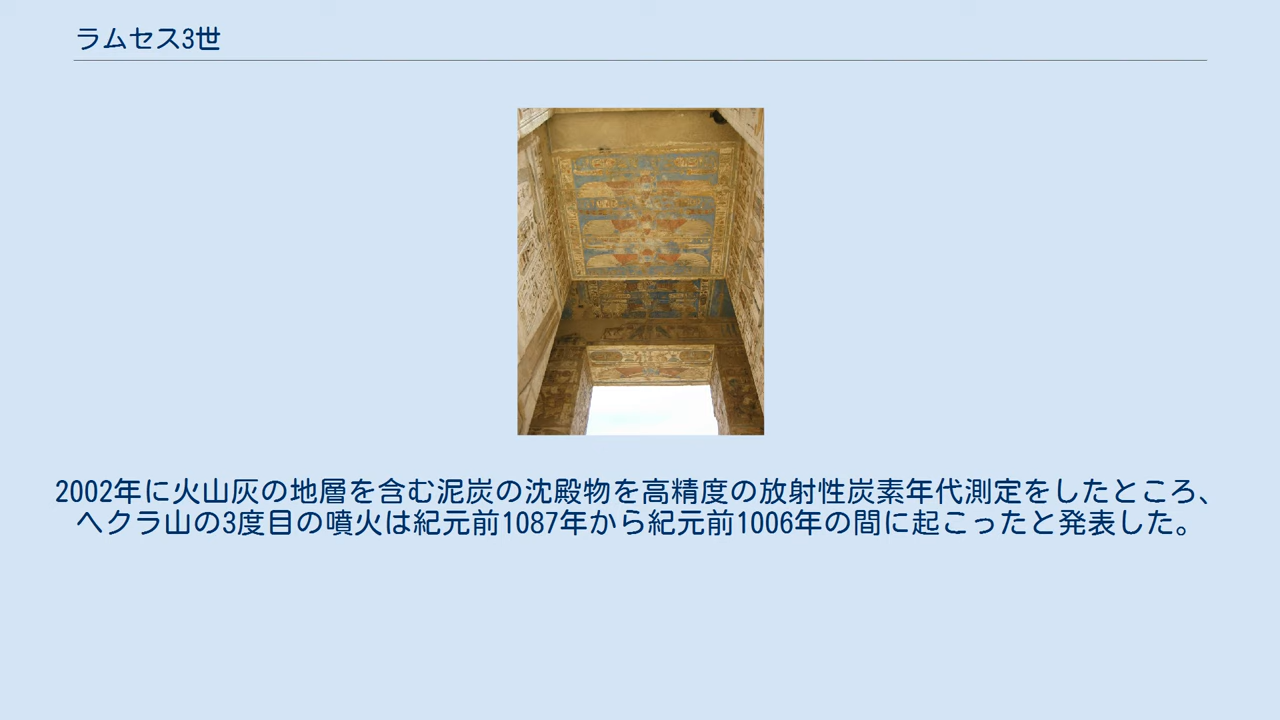 ラムセス3世
2002年に火山灰の地層を含む泥炭の沈殿物を高精度の放射性炭素年代測定をしたところ、
ヘクラ山の3度目の噴火は紀元前1087年から紀元前1006年の間に起こったと発表した。